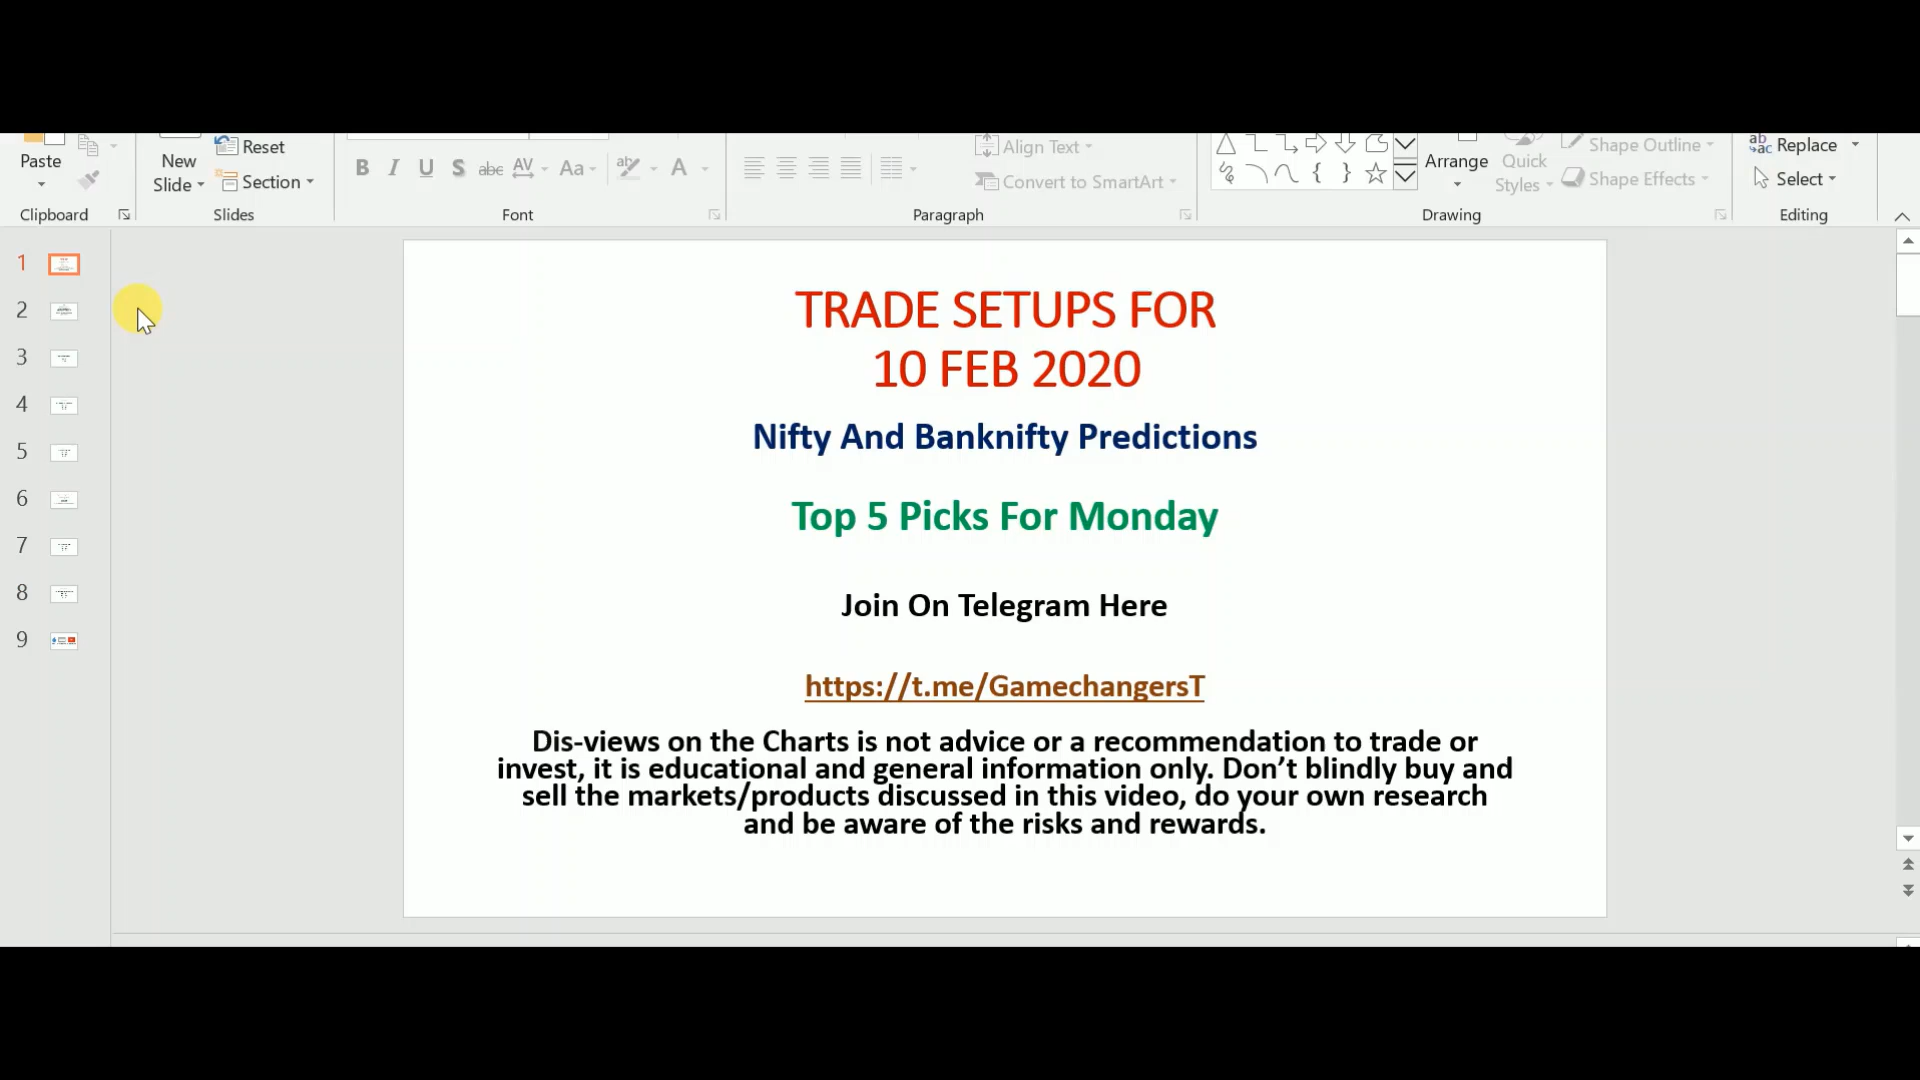 Paste
Clipboard
New
Slide
Reset
Section
Slides
B I U S abc AV Aa A
Font
Align Text
Convert to SmartArt
Paragraph
Arrange
Quick
Styles
Shape Outline
Shape Effects
Drawing
Replace
Select
Editing
1
2
3
4
5
6
7
8
9
TRADE SETUPS FOR
10 FEB 2020
Nifty And Banknifty Predictions
Top 5 Picks For Monday
Join On Telegram Here
https://t.me/GamechangersT
Dis-views on the Charts is not advice or a recommendation to trade or
invest, it is educational and general information only. Don’t blindly buy and
sell the markets/products discussed in this video, do your own research
and be aware of the risks and rewards.